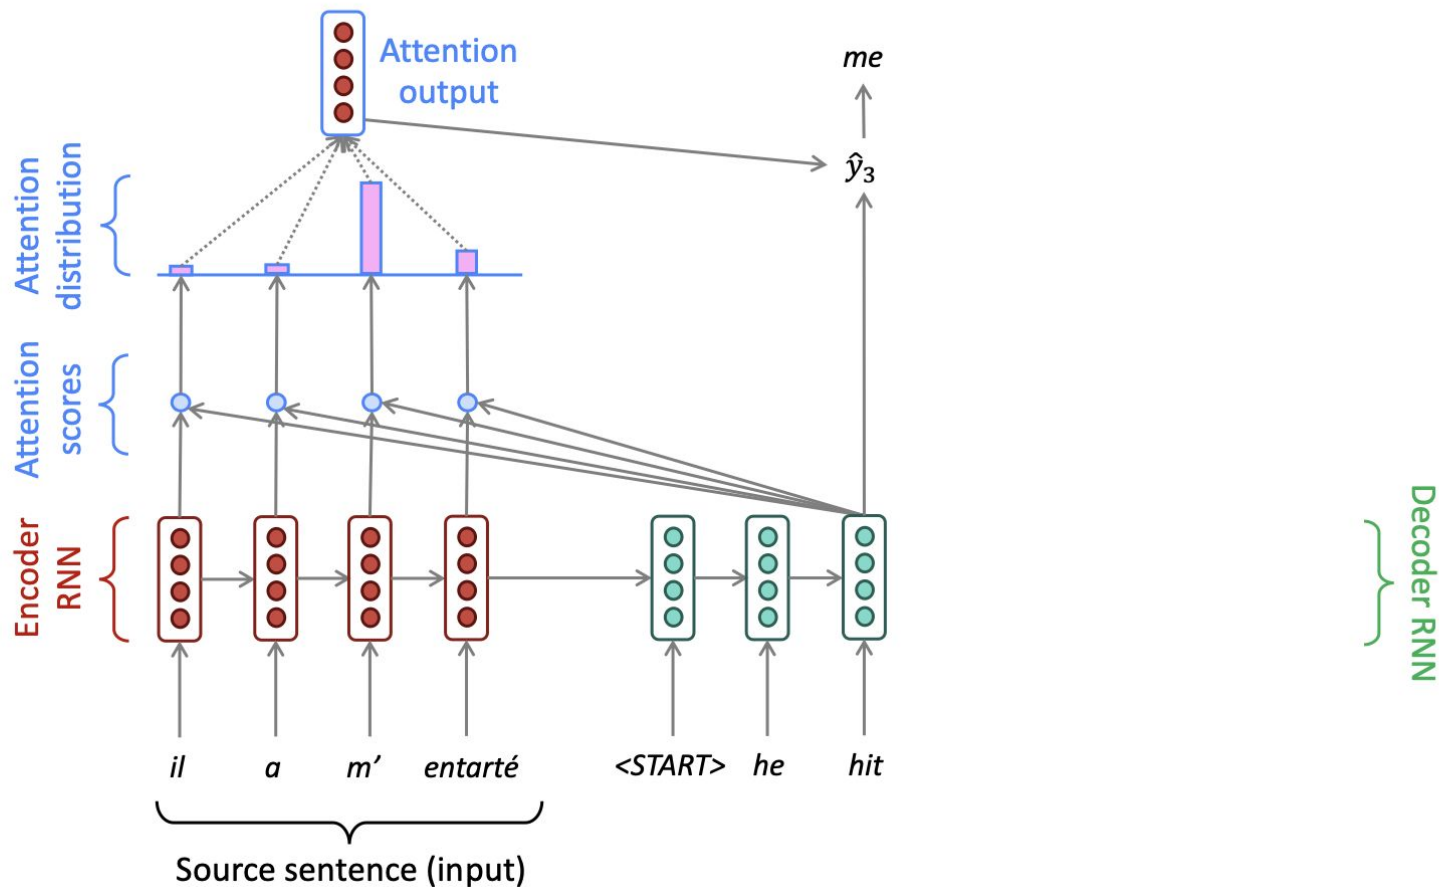 Attention
output
me
ŷ₃
Attention
distribution
Attention
scores
Encoder
RNN
Decoder RNN
il a m’ entarté <START> he hit
Source sentence (input)